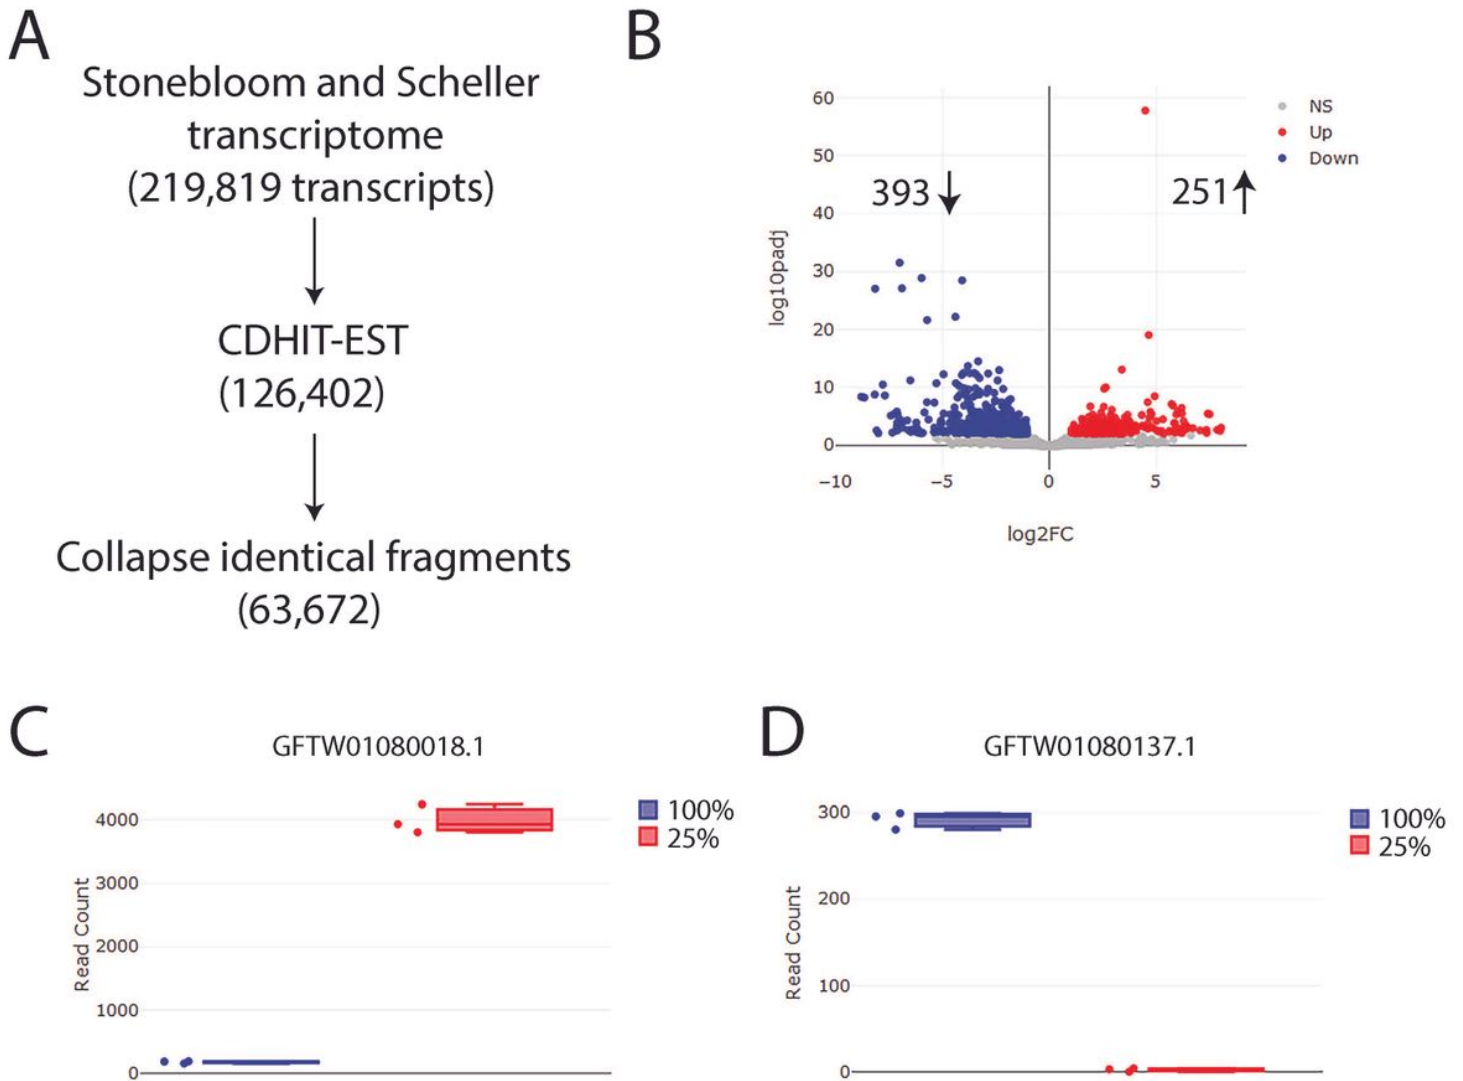 A
Stonebloom and Scheller
transcriptome
(219,819 transcripts)
CDHIT-EST
(126,402)
Collapse identical fragments
(63,672)
B
60
50
40
30
20
10
0
log10padj
393
251
−10
−5
0
5
log2FC
NS
Up
Down
C
GFTW01080018.1
4000
3000
2000
1000
0
Read Count
100%
25%
D
GFTW01080137.1
300
200
100
0
Read Count
100%
25%